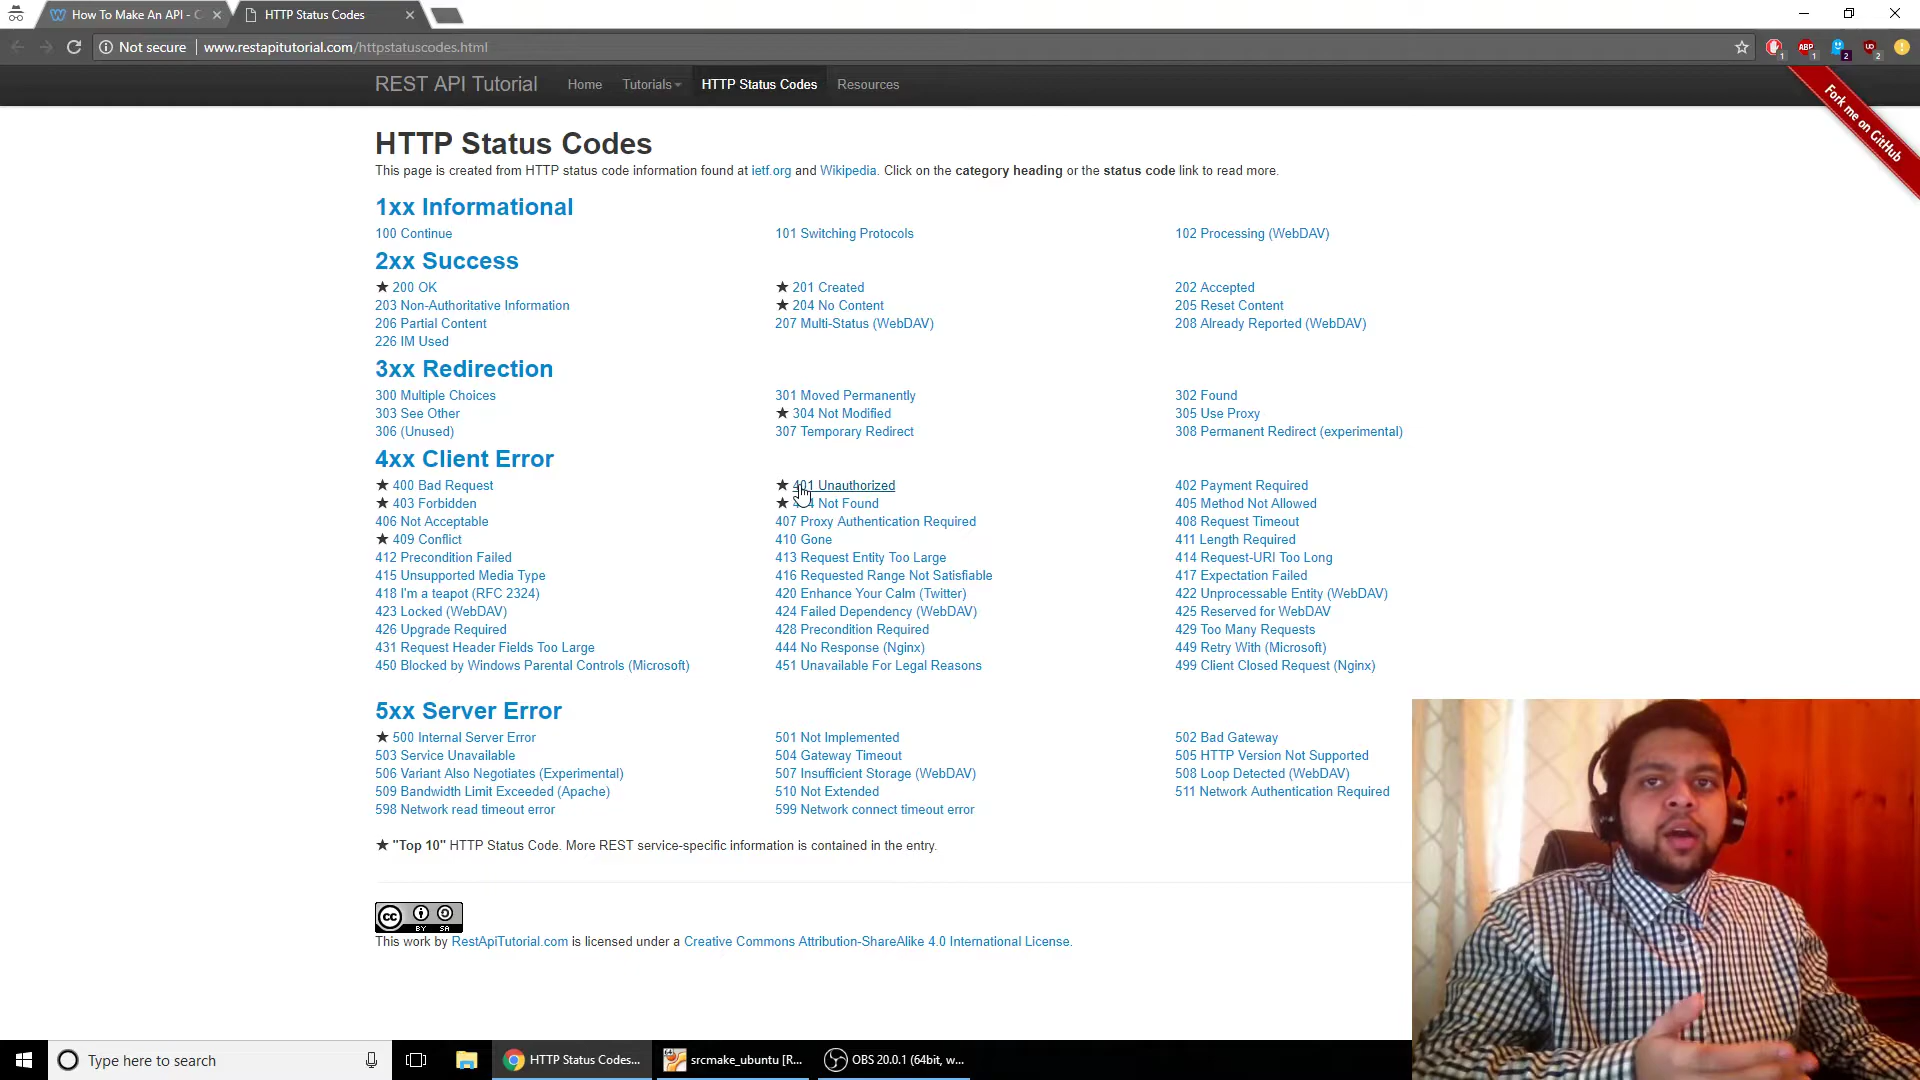 How To Make An API -
HTTP Status Codes
Not secure | www.restapitutorial.com/httpstatuscodes.html
ABP
1 1 2 2
REST API Tutorial Home Tutorials HTTP Status Codes Resources
Fork me on GitHub
HTTP Status Codes
This page is created from HTTP status code information found at ietf.org and Wikipedia. Click on the category heading or the status code link to read more.
1xx Informational
100 Continue 101 Switching Protocols 102 Processing (WebDAV)
2xx Success
★ 200 OK ★ 201 Created 202 Accepted
203 Non-Authoritative Information ★ 204 No Content 205 Reset Content
206 Partial Content 207 Multi-Status (WebDAV) 208 Already Reported (WebDAV)
226 IM Used
3xx Redirection
300 Multiple Choices 301 Moved Permanently 302 Found
303 See Other ★ 304 Not Modified 305 Use Proxy
306 (Unused) 307 Temporary Redirect 308 Permanent Redirect (experimental)
4xx Client Error
★ 400 Bad Request ★ 401 Unauthorized 402 Payment Required
★ 403 Forbidden ★ Not Found 405 Method Not Allowed
406 Not Acceptable 407 Proxy Authentication Required 408 Request Timeout
★ 409 Conflict 410 Gone 411 Length Required
412 Precondition Failed 413 Request Entity Too Large 414 Request-URI Too Long
415 Unsupported Media Type 416 Requested Range Not Satisfiable 417 Expectation Failed
418 I'm a teapot (RFC 2324) 420 Enhance Your Calm (Twitter) 422 Unprocessable Entity (WebDAV)
423 Locked (WebDAV) 424 Failed Dependency (WebDAV) 425 Reserved for WebDAV
426 Upgrade Required 428 Precondition Required 429 Too Many Requests
431 Request Header Fields Too Large 444 No Response (Nginx) 449 Retry With (Microsoft)
450 Blocked by Windows Parental Controls (Microsoft) 451 Unavailable For Legal Reasons 499 Client Closed Request (Nginx)
5xx Server Error
★ 500 Internal Server Error 501 Not Implemented 502 Bad Gateway
503 Service Unavailable 504 Gateway Timeout 505 HTTP Version Not Supported
506 Variant Also Negotiates (Experimental) 507 Insufficient Storage (WebDAV) 508 Loop Detected (WebDAV)
509 Bandwidth Limit Exceeded (Apache) 510 Not Extended 511 Network Authentication Required
598 Network read timeout error 599 Network connect timeout error
★ "Top 10" HTTP Status Code. More REST service-specific information is contained in the entry.
cc BY SA
This work by RestApiTutorial.com is licensed under a Creative Commons Attribution-ShareAlike 4.0 International License.
Type here to search HTTP Status Codes... srcmake_ubuntu [R... OBS 20.0.1 (64bit, w...